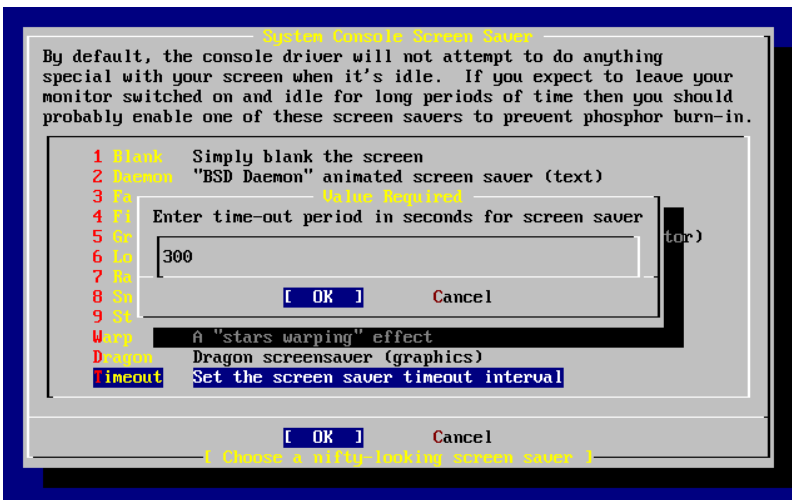 System Console Screen Saver
By default, the console driver will not attempt to do anything
special with your screen when it's idle.  If you expect to leave your
monitor switched on and idle for long periods of time then you should
probably enable one of these screen savers to prevent phosphor burn-in.
1 Blank Simply blank the screen
2 Daemon "BSD Daemon" animated screen saver (text)
3 Fa
Value Required
4 Fi
Enter time-out period in seconds for screen saver
5 Gr tor)
6 Lo
300
7 Ra
8 Sn
[ OK ] Cancel
9 St
Warp A "stars warping" effect
Dragon Dragon screensaver (graphics)
Timeout Set the screen saver timeout interval
[ OK ] Cancel
[ Choose a nifty-looking screen saver ]